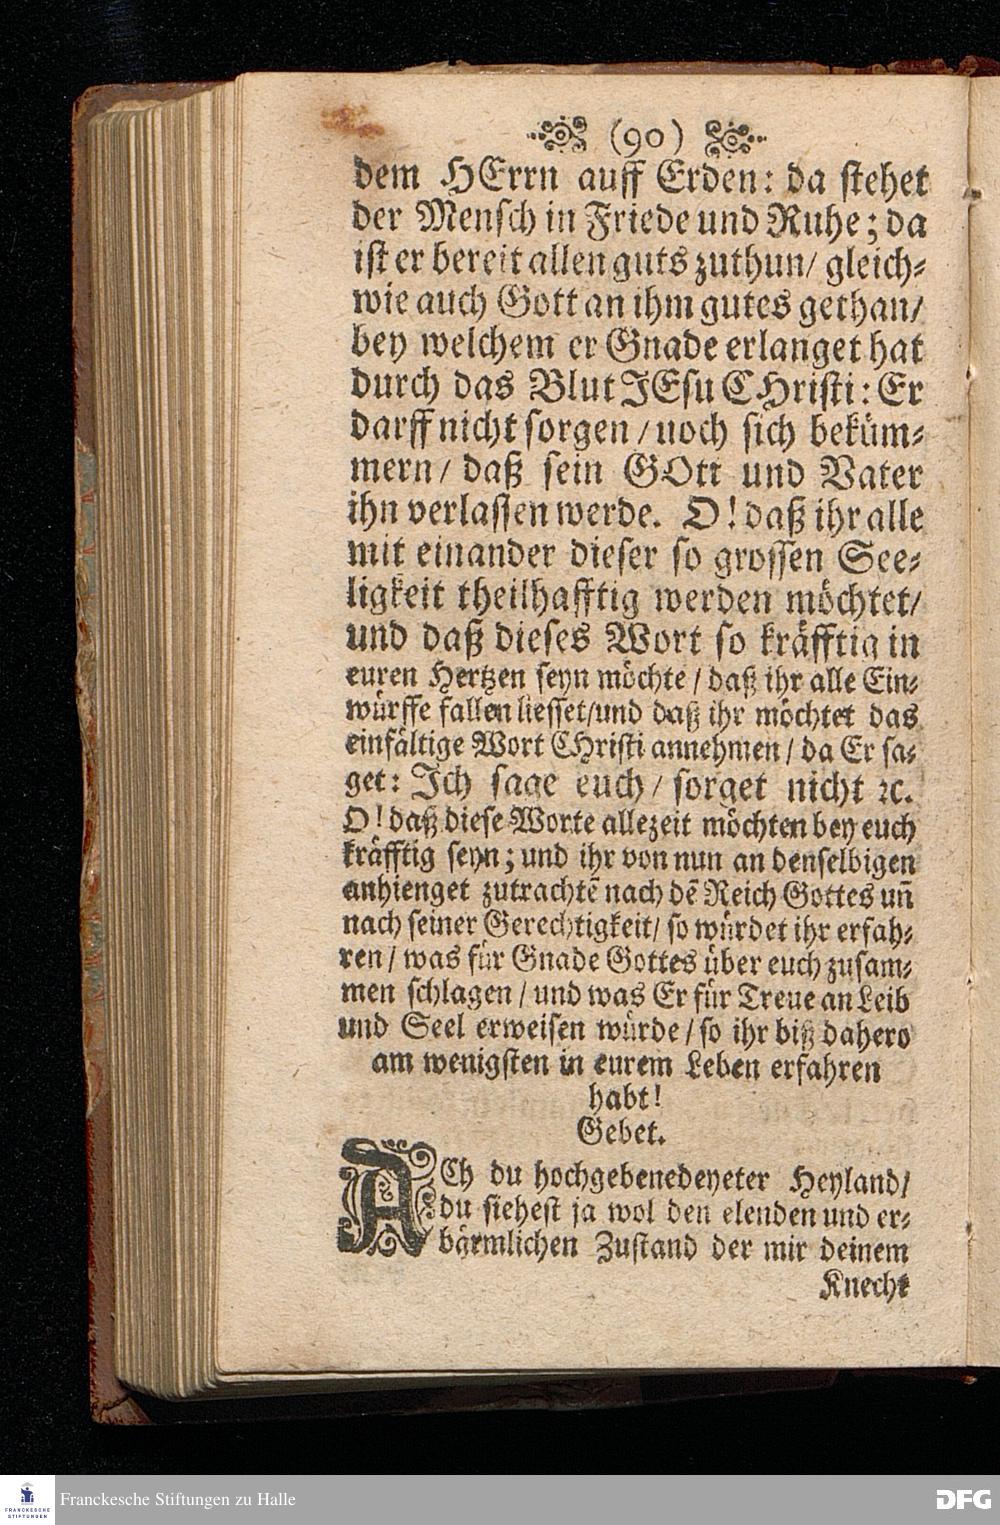 (90)
dem HErrn auff Erden: da stehet
der Mensch in Friede und Ruhe; da
ist er bereit allen guts zuthun/ gleich-
wie auch Gott an ihm gutes gethan/
bey welchem er Gnade erlanget hat
durch das Blut JEsu CHristi: Er
darff nicht sorgen/ noch sich beküm-
mern/ daß sein GOtt und Vater
ihn verlassen werde. O! daß ihr alle
mit einander dieser so grossen See-
ligkeit theilhafftig werden möchtet/
und daß dieses Wort so kräfftig in
euren Hertzen seyn möchte/ daß ihr alle Ein-
würffe fallen liesset/und daß ihr möchtet das
einfältige Wort CHristi annehmen/ da Er sa-
get: Ich sage euch/ sorget nicht ꝛc.
O! daß diese Worte allezeit möchten bey euch
kräfftig seyn; und ihr von nun an denselbigen
anhienget zutrachtẽ nach dẽ Reich Gottes uñ
nach seiner Gerechtigkeit/ so würdet ihr erfah-
ren/ was für Gnade Gottes über euch zusam-
men schlagen/ und was Er für Treue an Leib
und Seel erweisen würde/ so ihr biß dahero
am wenigsten in eurem Leben erfahren
habt!
Gebet.
ACh du hochgebenedeyeter Heyland/
du siehest ja wol den elenden und er-
bärmlichen Zustand der mir deinem
Knecht
FRANCKESCHE
STIFTUNGEN
Franckesche Stiftungen zu Halle
DFG